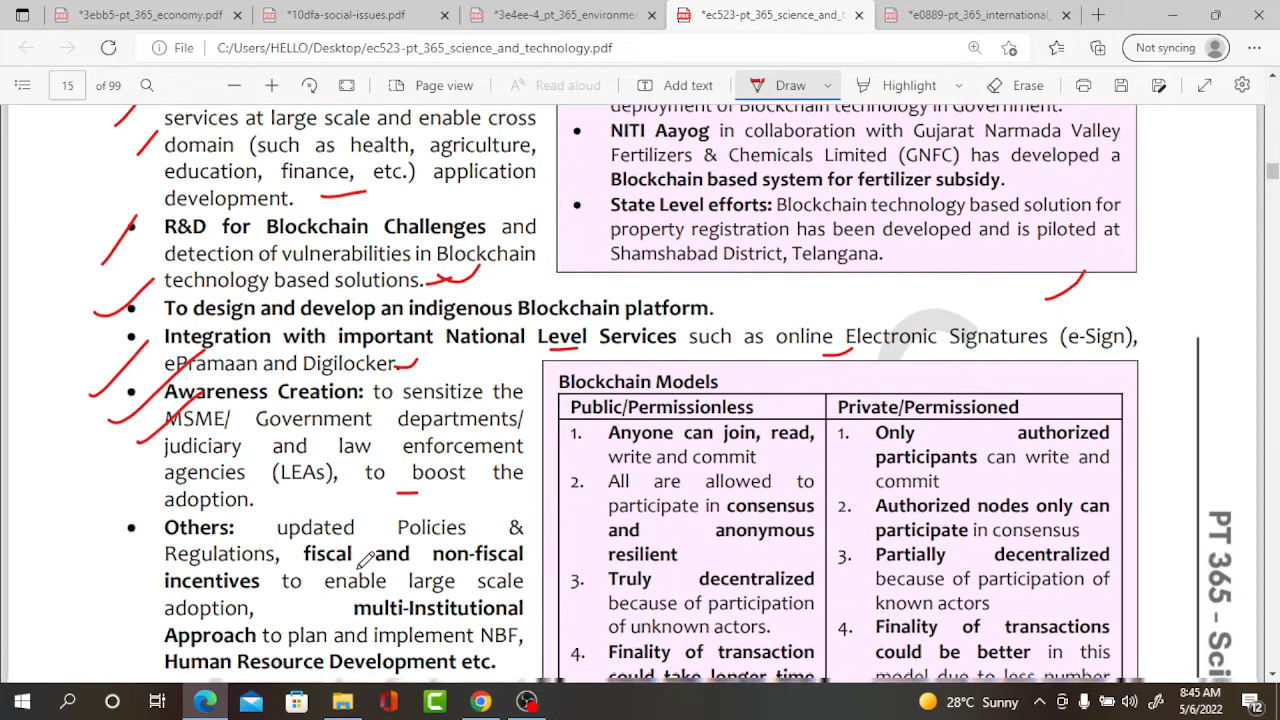 *3ebb5-pt_365_economy.pdf
*10dfa-social-issues.pdf
*3e4ee-4_pt_365_environme
*ec523-pt_365_science_and_t
*e0889-pt_365_international_
File
C:/Users/HELLO/Desktop/ec523-pt_365_science_and_technology.pdf
Not syncing
15 of 99
Page view
Read aloud
Add text
Draw
Highlight
Erase
services at large scale and enable cross
domain (such as health, agriculture,
education, finance, etc.) application
development.
• R&D for Blockchain Challenges and
detection of vulnerabilities in Blockchain
technology based solutions.
• To design and develop an indigenous Blockchain platform.
• Integration with important National Level Services such as online Electronic Signatures (e-Sign),
ePramaan and Digilocker.
• Awareness Creation: to sensitize the
MSME/ Government departments/
judiciary and law enforcement
agencies (LEAs), to boost the
adoption.
• Others: updated Policies &
Regulations, fiscal and non-fiscal
incentives to enable large scale
adoption, multi-Institutional
Approach to plan and implement NBF,
Human Resource Development etc.
deployment of Blockchain technology in Government.
• NITI Aayog in collaboration with Gujarat Narmada Valley
Fertilizers & Chemicals Limited (GNFC) has developed a
Blockchain based system for fertilizer subsidy.
• State Level efforts: Blockchain technology based solution for
property registration has been developed and is piloted at
Shamshabad District, Telangana.
Blockchain Models
Public/Permissionless
1. Anyone can join, read,
write and commit
2. All are allowed to
participate in consensus
and anonymous
resilient
3. Truly decentralized
because of participation
of unknown actors.
4. Finality of transaction
could take longer time
Private/Permissioned
1. Only authorized
participants can write and
commit
2. Authorized nodes only can
participate in consensus
3. Partially decentralized
because of participation of
known actors
4. Finality of transactions
could be better in this
model due to less number
PT 365 - Sci
28°C Sunny
8:45 AM
5/6/2022
12